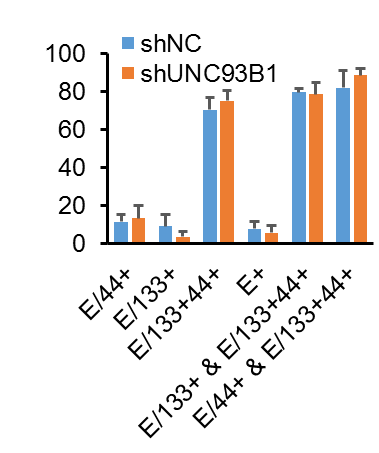 100
80
60
40
20
0
shNC
shUNC93B1
E/44+
E/133+
E/133+44+
E+
E/133+ & E/133+44+
E/44+ & E/133+44+